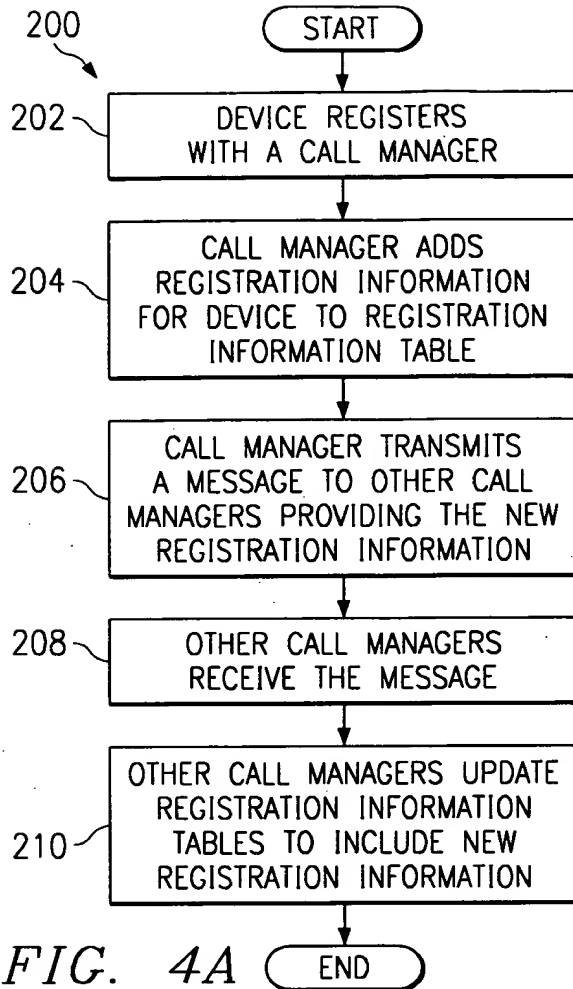 200
START
202
DEVICE REGISTERS
WITH A CALL MANAGER
204
CALL MANAGER ADDS
REGISTRATION INFORMATION
FOR DEVICE TO REGISTRATION
INFORMATION TABLE
206
CALL MANAGER TRANSMITS
A MESSAGE TO OTHER CALL
MANAGERS PROVIDING THE NEW
REGISTRATION INFORMATION
208
OTHER CALL MANAGERS
RECEIVE THE MESSAGE
210
OTHER CALL MANAGERS UPDATE
REGISTRATION INFORMATION
TABLES TO INCLUDE NEW
REGISTRATION INFORMATION
FIG. 4A
END